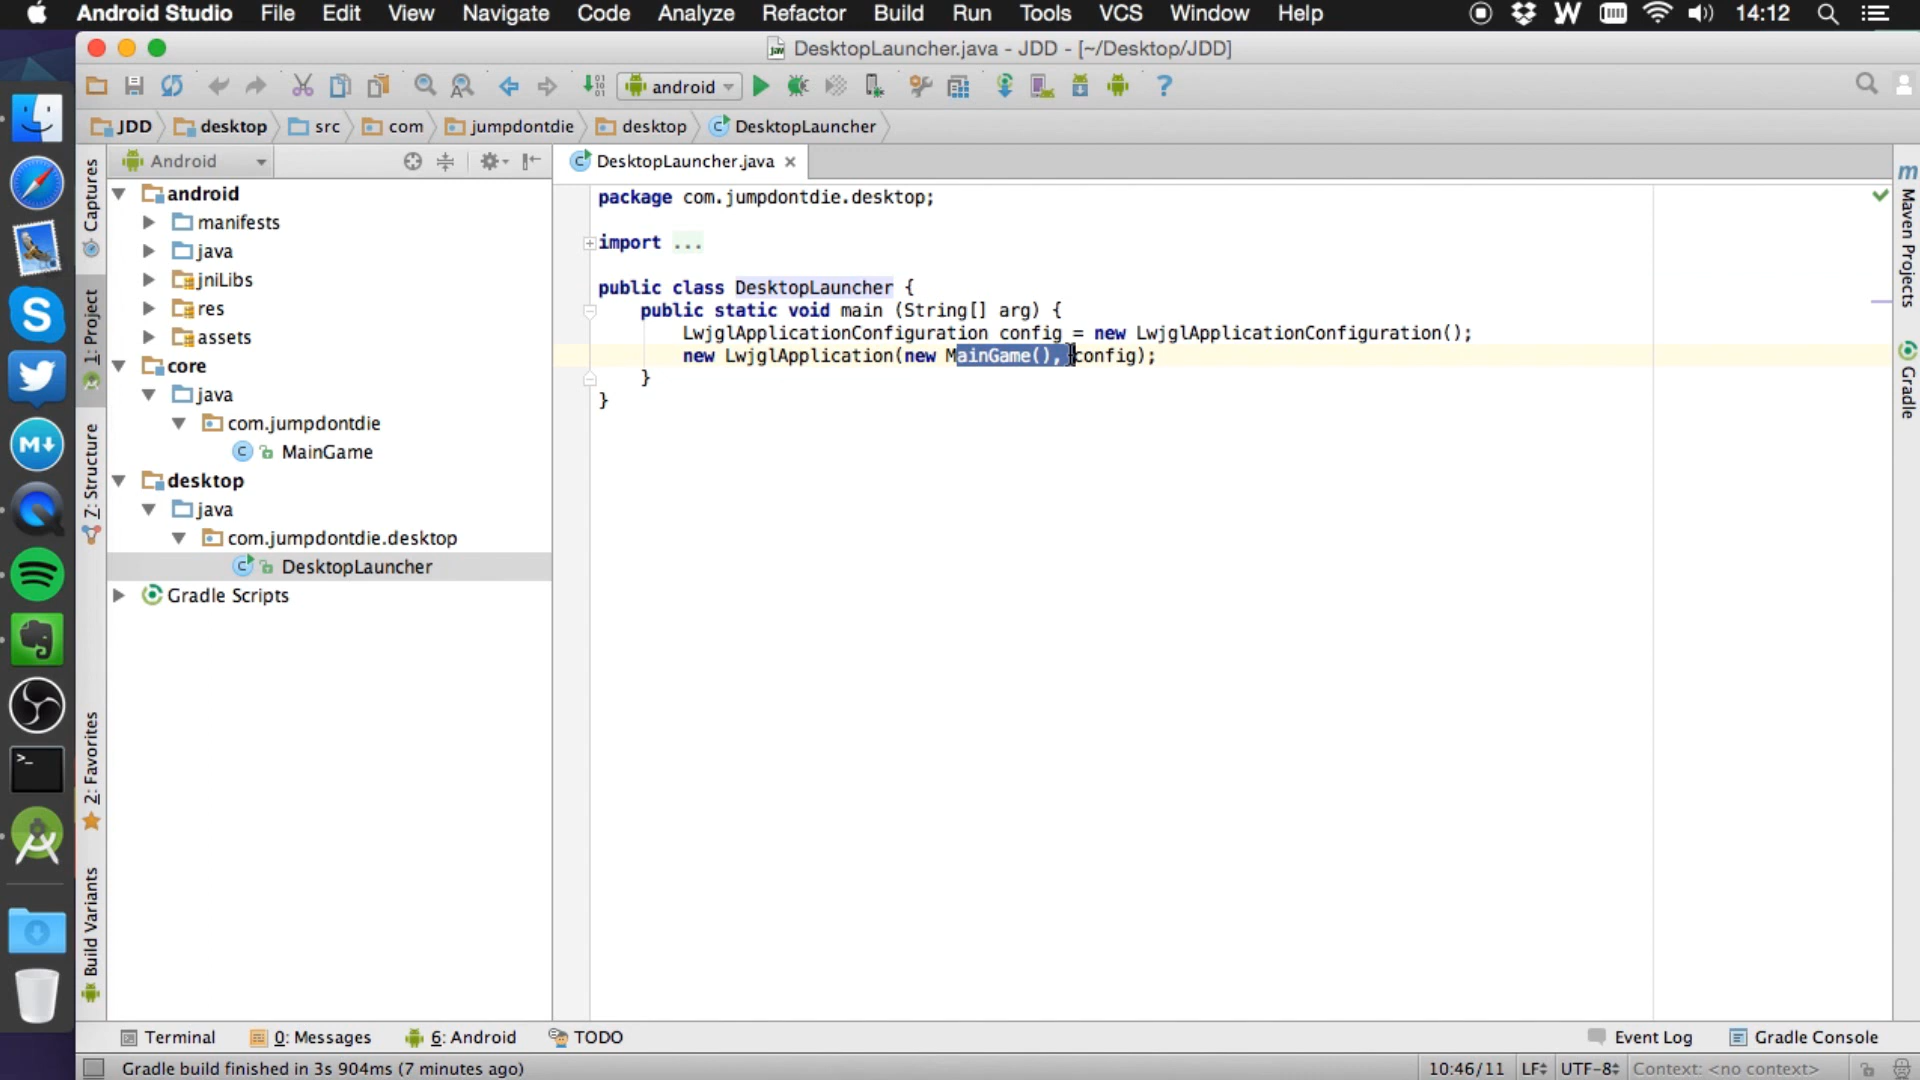 Android Studio File Edit View Navigate Code Analyze Refactor Build Run Tools VCS Window Help 14:12
DesktopLauncher.java - JDD - [~/Desktop/JDD]
android
JDD desktop src com jumpdontdie desktop DesktopLauncher
Android
DesktopLauncher.java
Captures
1: Project
7: Structure
2: Favorites
Build Variants
android
manifests
java
jniLibs
res
assets
core
java
com.jumpdontdie
MainGame
desktop
java
com.jumpdontdie.desktop
DesktopLauncher
Gradle Scripts
package com.jumpdontdie.desktop;
import ...
public class DesktopLauncher {
public static void main (String[] arg) {
LwjglApplicationConfiguration config = new LwjglApplicationConfiguration();
new LwjglApplication(new MainGame(), config);
}
}
Maven Projects
Gradle
Terminal 0: Messages 6: Android TODO Event Log Gradle Console
Gradle build finished in 3s 904ms (7 minutes ago) 10:46/11 LF UTF-8 Context: <no context>